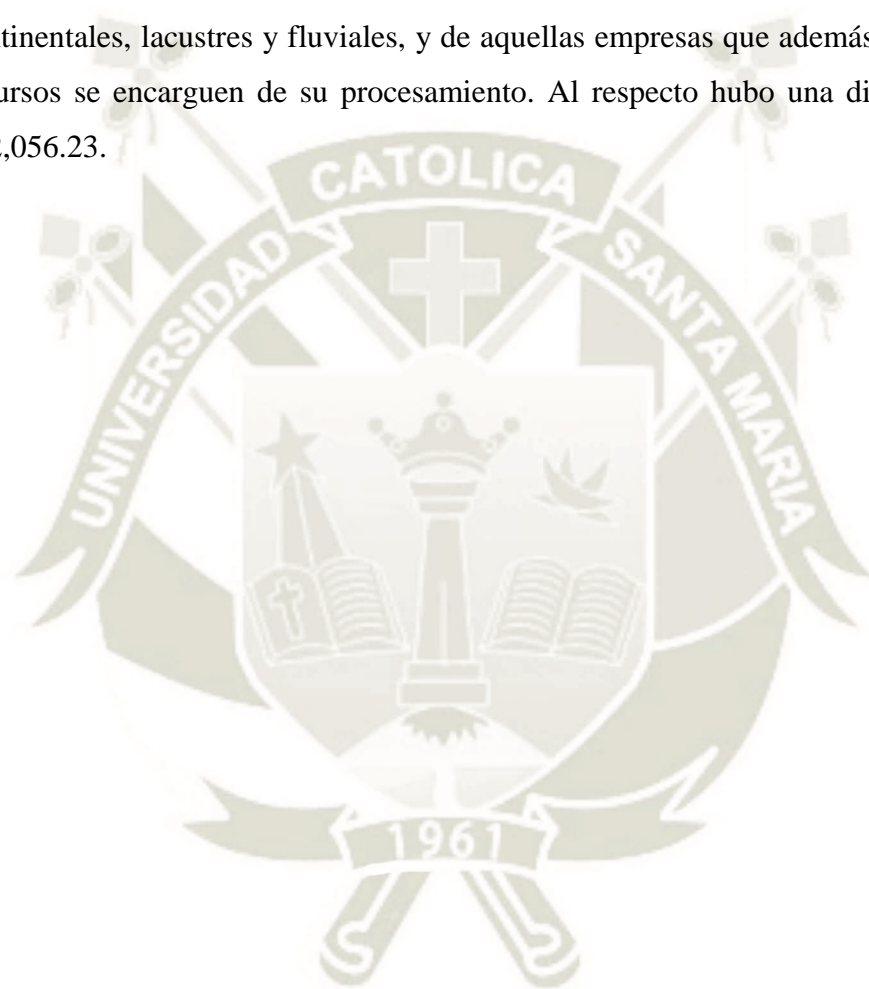 tinentales, lacustres y fluviales, y de aquellas empresas que además
ursos se encarguen de su procesamiento. Al respecto hubo una di
2,056.23.
UNIVERSIDAD CATOLICA SANTA MARIA
1961